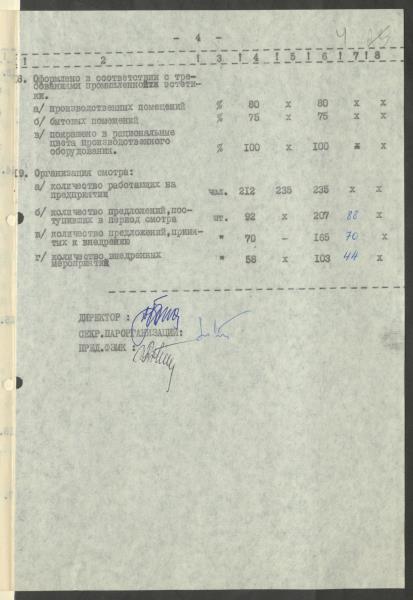 - 4 -
! 1 ! 2 ! 3 ! 4 ! 5 ! 6 ! 7 ! 8
8. Оформлено в соответствии с тре-
бованиями промышленной эстети-
ки.
а/ производственных помещений % 80 х 80 х х
б/ бытовых помещений % 75 х 75 х х
в/ покрашено в рациональные
цвета производственного
оборудования. % 100 х 100 х х
9. Организация смотра:
а/ количество работающих на
предприятии чел. 212 235 235 х х
б/ количество предложений,пос-
тупивших в период смотра шт. 92 х 207 88 х
в/ количество предложений,приня-
тых к внедрению " 70 - 165 70 х
г/ количество внедренных
мероприятий " 58 х 103 44 х
ДИРЕКТОР :
СЕКР.ПАРОРГАНИЗАЦИИ:
ПРЕД.ФЗМК :